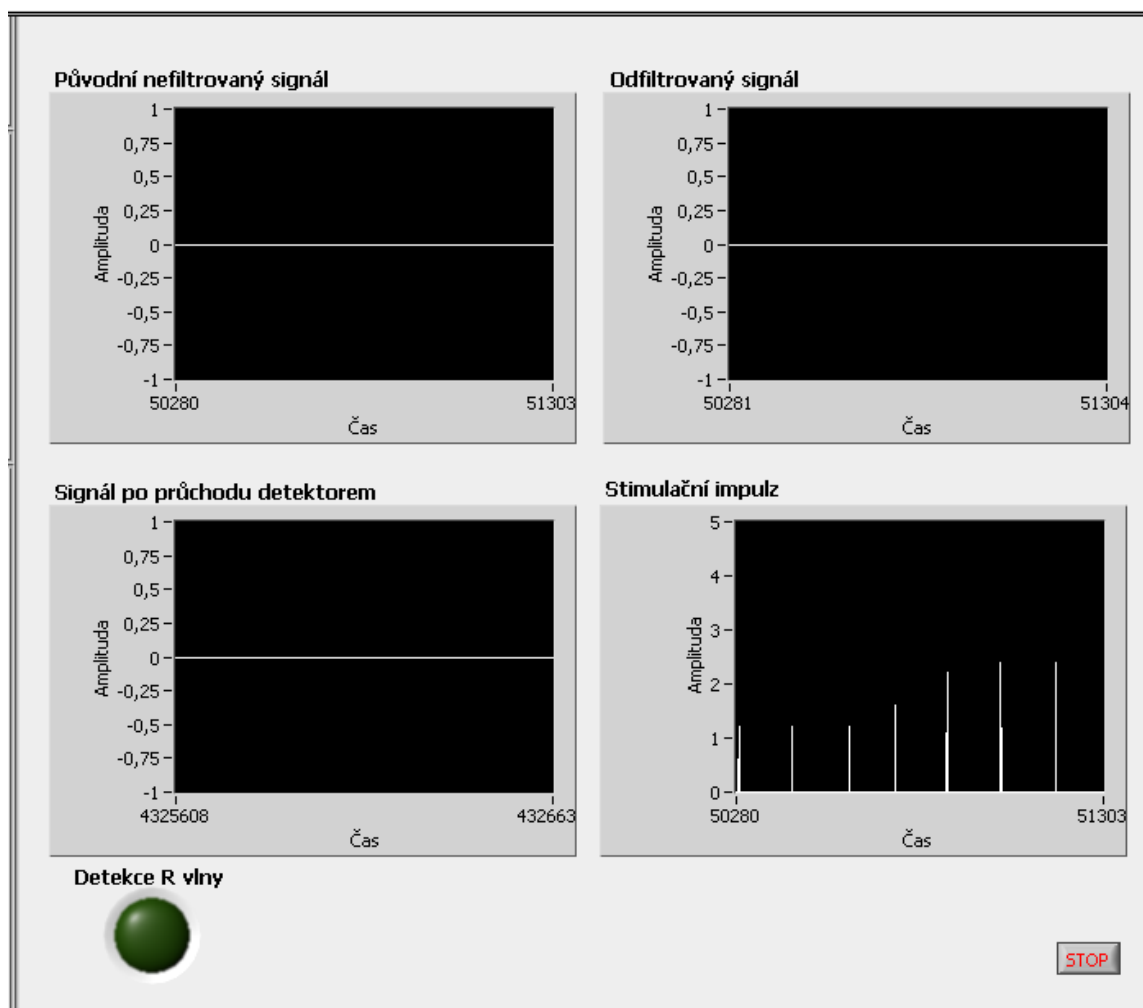 Původní nefiltrovaný signál
1
0,75
0,5
0,25
0
-0,25
-0,5
-0,75
-1
Amplituda
50280 51303
Čas
Odfiltrovaný signál
1
0,75
0,5
0,25
0
-0,25
-0,5
-0,75
-1
Amplituda
50281 51304
Čas
Signál po průchodu detektorem
1
0,75
0,5
0,25
0
-0,25
-0,5
-0,75
-1
Amplituda
4325608 432663
Čas
Stimulační impulz
5
4
3
2
1
0
Amplituda
50280 51303
Čas
Detekce R vlny
STOP